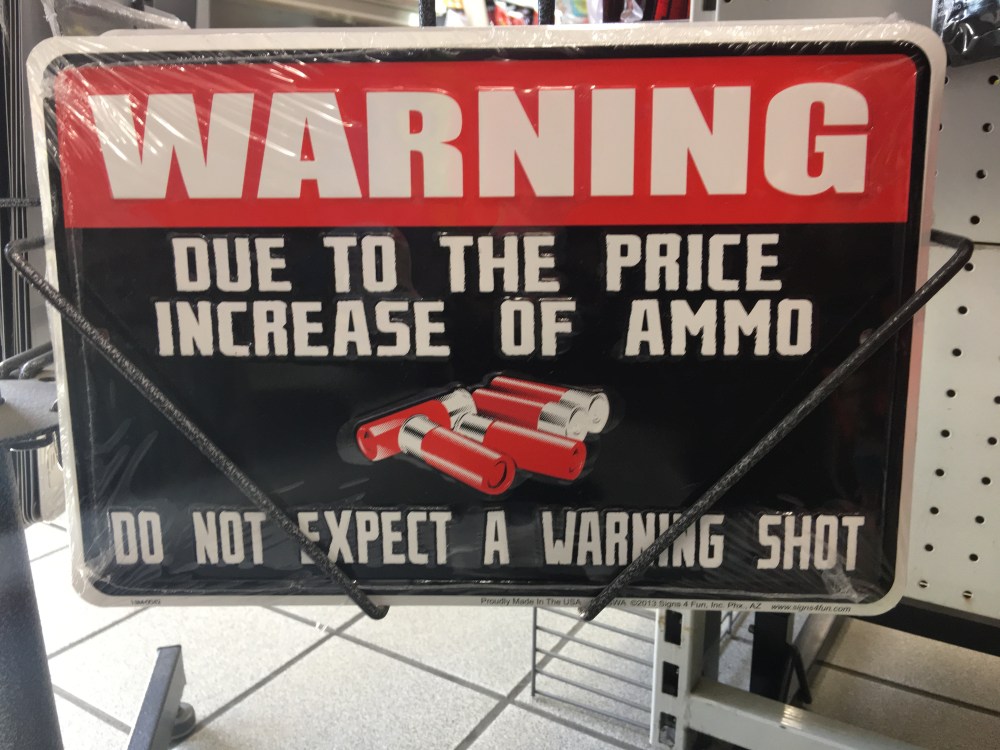 WARNING
DUE TO THE PRICE
INCREASE OF AMMO
DO NOT EXPECT A WARNING SHOT
Proudly Made In The USA WA ©2013 Signs 4 Fun, Inc. Phx., AZ www.signs4fun.com